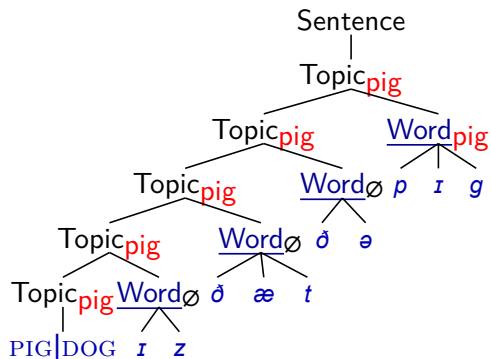 Sentence
Topicpig
Topicpig Wordpig
Topicpig Word∅ p ɪ g
Topicpig Word∅ ð ə
Topicpig Word∅ ð æ t
PIG|DOG ɪ z